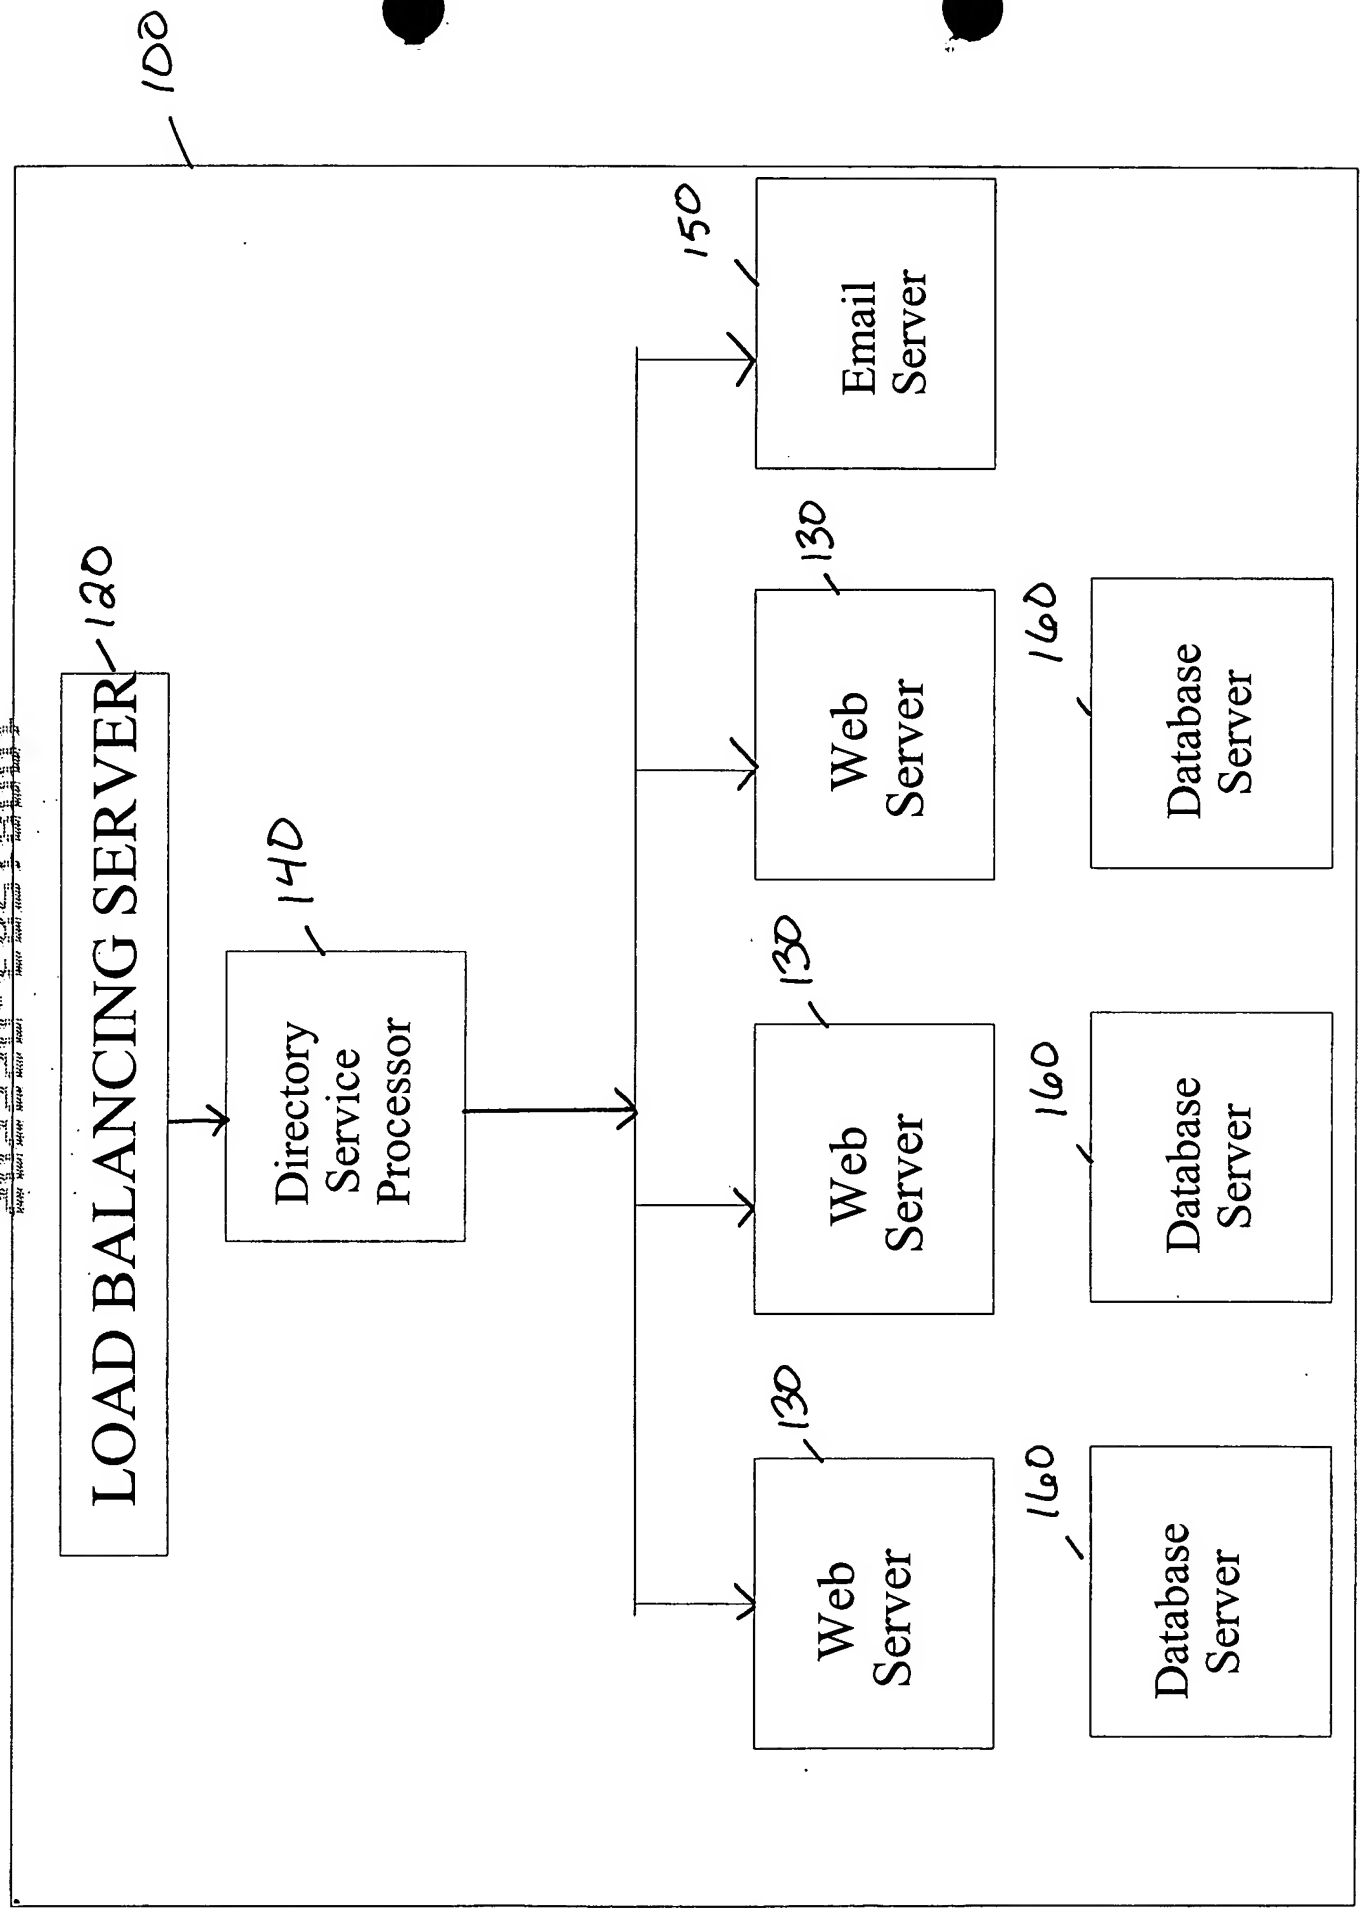 100
LOAD BALANCING SERVER
120
Directory
Service
Processor
140
Web
Server
130
Web
Server
130
Web
Server
130
Email
Server
150
Database
Server
160
Database
Server
160
Database
Server
160